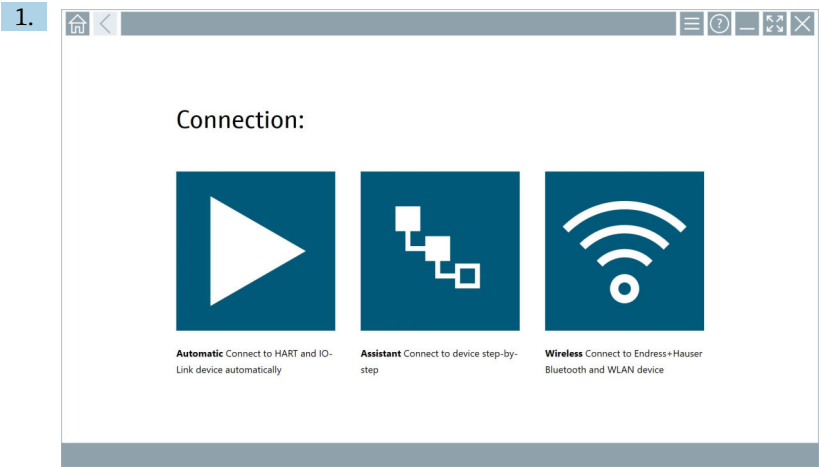 1.
Connection:
Automatic Connect to HART and IO-
Link device automatically
Assistant Connect to device step-by-
step
Wireless Connect to Endress+Hauser
Bluetooth and WLAN device